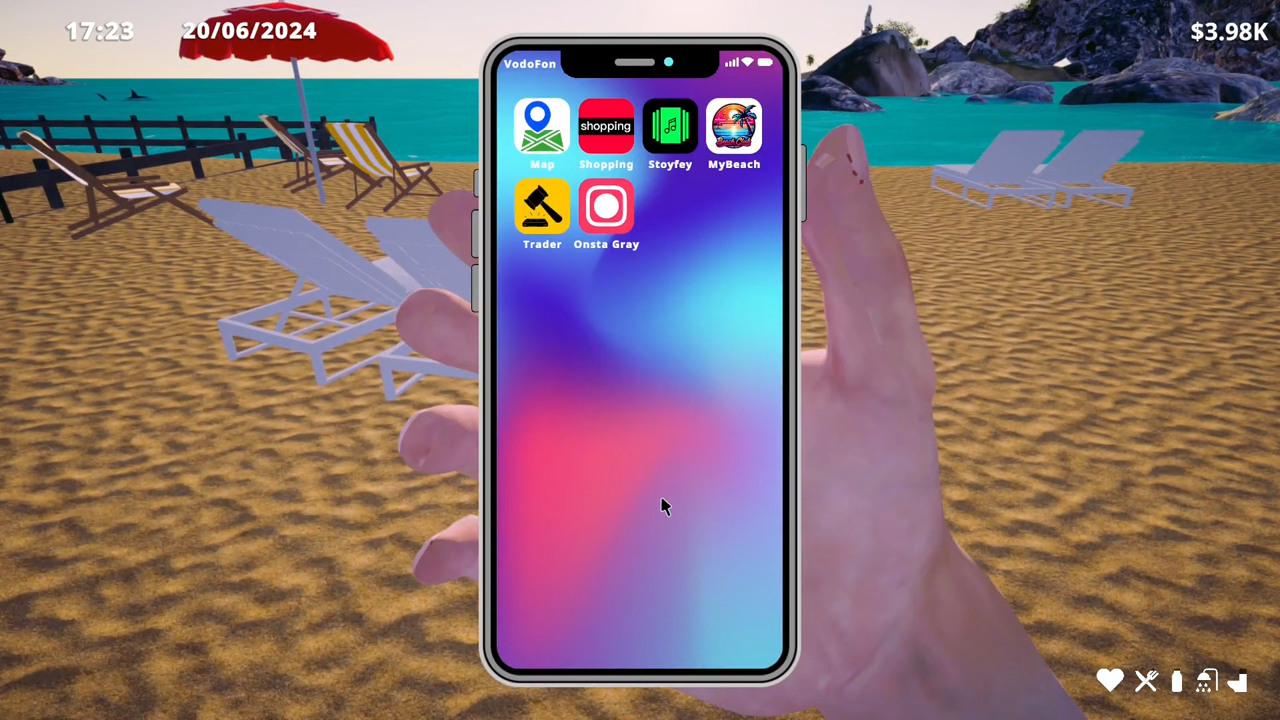 17:23 20/06/2024 $3.98K
VodoFon
shopping
Map Shopping Stoyfey MyBeach
Trader Onsta Gray